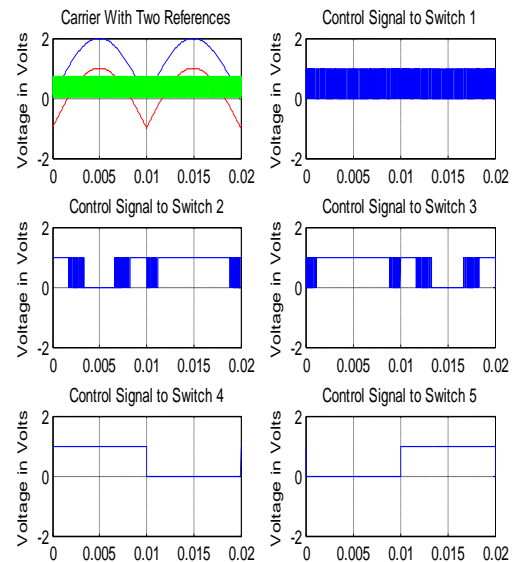 Carrier With Two References
Control Signal to Switch 1
Voltage in Volts
2
0
-2
0 0.005 0.01 0.015 0.02
Voltage in Volts
2
0
-2
0 0.005 0.01 0.015 0.02
Control Signal to Switch 2
Control Signal to Switch 3
Voltage in Volts
2
0
-2
0 0.005 0.01 0.015 0.02
Voltage in Volts
2
0
-2
0 0.005 0.01 0.015 0.02
Control Signal to Switch 4
Control Signal to Switch 5
Voltage in Volts
2
0
-2
0 0.005 0.01 0.015 0.02
Voltage in Volts
2
0
-2
0 0.005 0.01 0.015 0.02